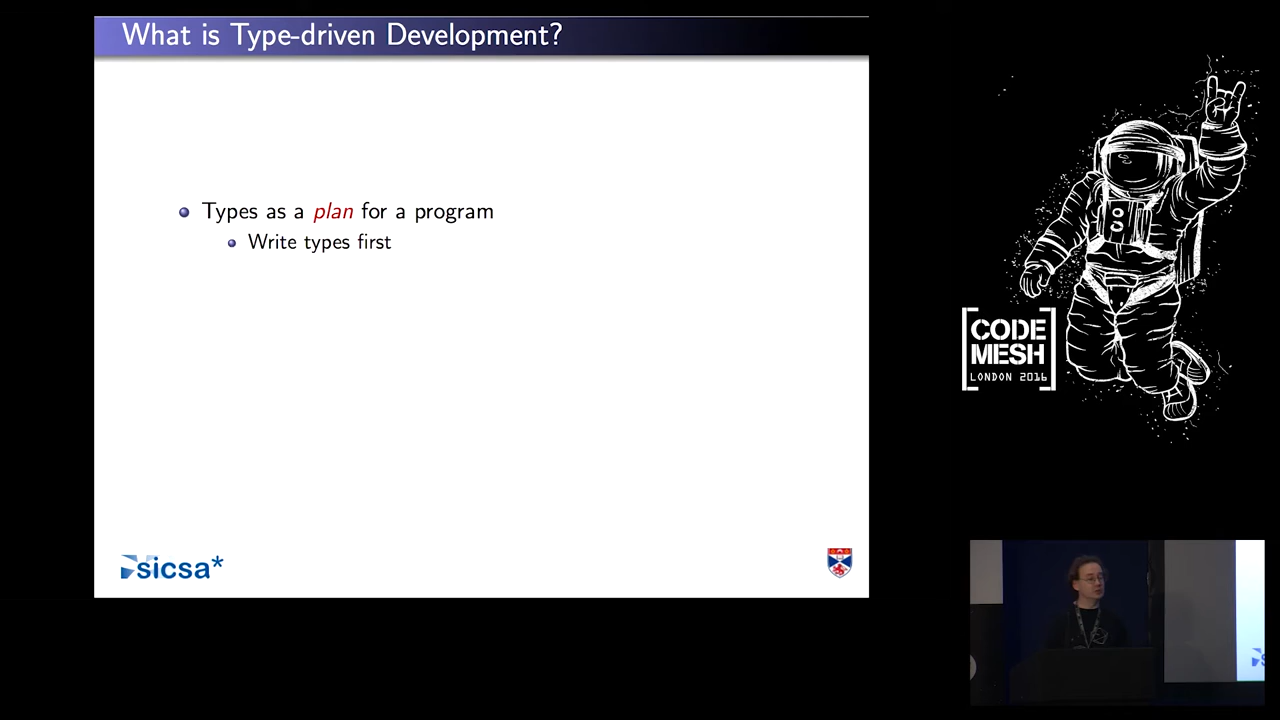 What is Type-driven Development?
Types as a plan for a program
Write types first
CODE
MESH
LONDON 2016
sicsa*